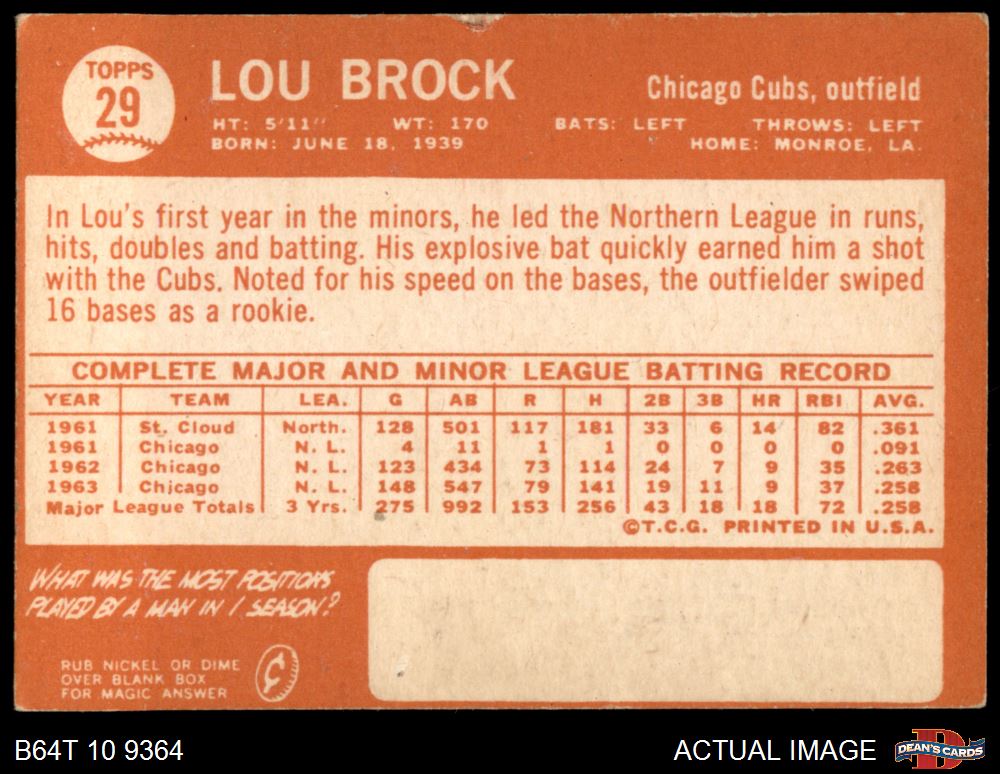 TOPPS
29
LOU BROCK
Chicago Cubs, outfield
HT: 5'11" WT: 170 BATS: LEFT THROWS: LEFT
BORN: JUNE 18, 1939 HOME: MONROE, LA.
In Lou's first year in the minors, he led the Northern League in runs,
hits, doubles and batting. His explosive bat quickly earned him a shot
with the Cubs. Noted for his speed on the bases, the outfielder swiped
16 bases as a rookie.
COMPLETE MAJOR AND MINOR LEAGUE BATTING RECORD
YEAR TEAM LEA. G AB R H 2B 3B HR RBI AVG.
1961 St. Cloud North. 128 501 117 181 33 6 14 82 .361
1961 Chicago N. L. 4 11 1 1 0 0 0 0 .091
1962 Chicago N. L. 123 434 73 114 24 7 9 35 .263
1963 Chicago N. L. 148 547 79 141 19 11 9 37 .258
Major League Totals 3 Yrs. 275 992 153 256 43 18 18 72 .258
©T.C.G. PRINTED IN U.S.A.
WHAT WAS THE MOST POSITIONS
PLAYED BY A MAN IN 1 SEASON?
RUB NICKEL OR DIME
OVER BLANK BOX
FOR MAGIC ANSWER
¢
B64T 10 9364
ACTUAL IMAGE
D
DEAN'S CARDS